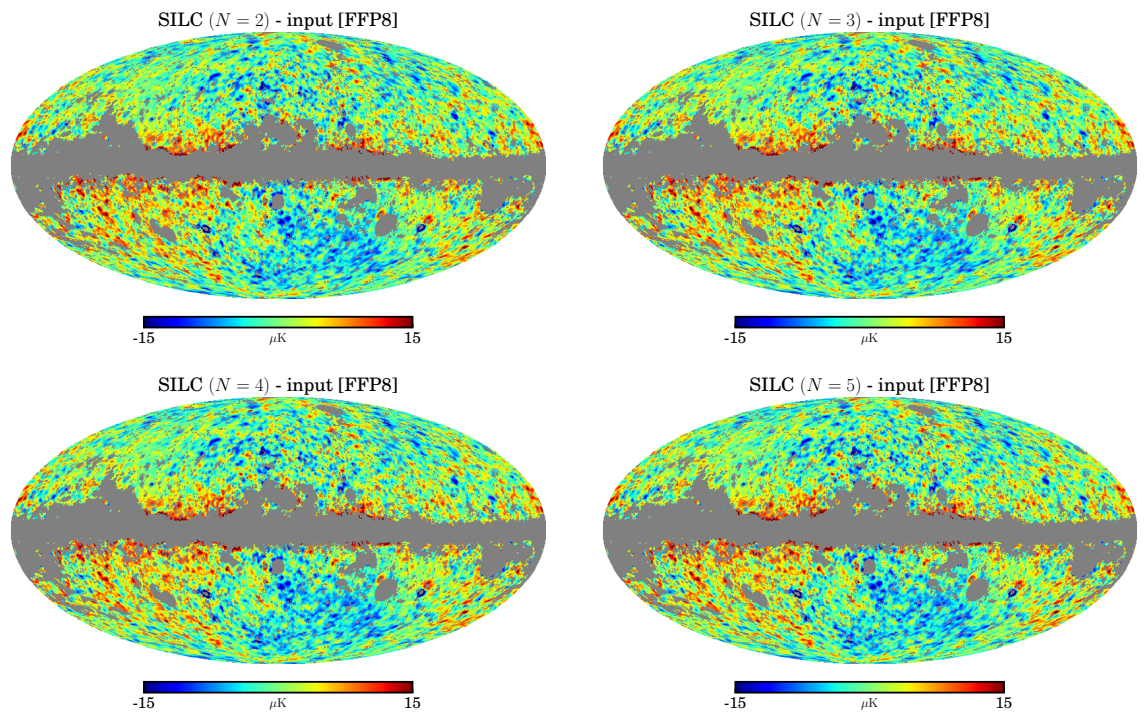 SILC (N = 2) - input [FFP8]
SILC (N = 3) - input [FFP8]
-15 μK 15
-15 μK 15
SILC (N = 4) - input [FFP8]
SILC (N = 5) - input [FFP8]
-15 μK 15
-15 μK 15